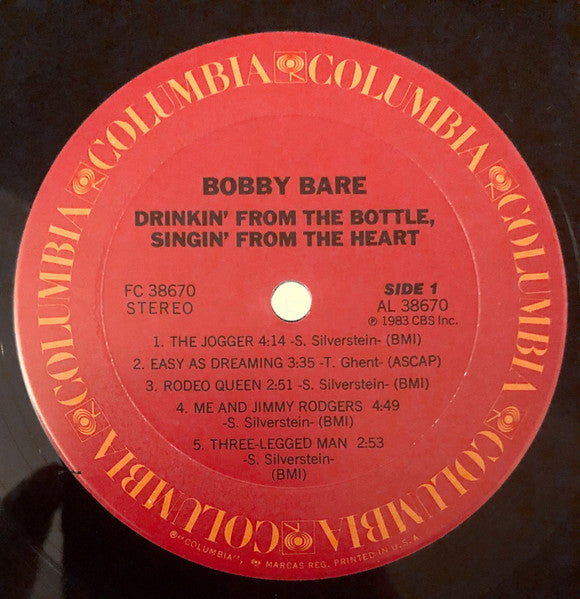 COLUMBIA COLUMBIA COLUMBIA COLUMBIA COLUMBIA COLUMBIA COLUMBIA COLUMBIA
BOBBY BARE
DRINKIN' FROM THE BOTTLE,
SINGIN' FROM THE HEART
FC 38670
STEREO
SIDE 1
AL 38670
℗ 1983 CBS Inc.
1. THE JOGGER 4:14 -S. Silverstein- (BMI)
2. EASY AS DREAMING 3:35 -T. Ghent- (ASCAP)
3. RODEO QUEEN 2:51 -S. Silverstein- (BMI)
4. ME AND JIMMY RODGERS 4:49
-S. Silverstein-
(BMI)
5. THREE-LEGGED MAN 2:53
-S. Silverstein-
(BMI)
®"COLUMBIA", MARCAS REG. PRINTED IN U.S.A.